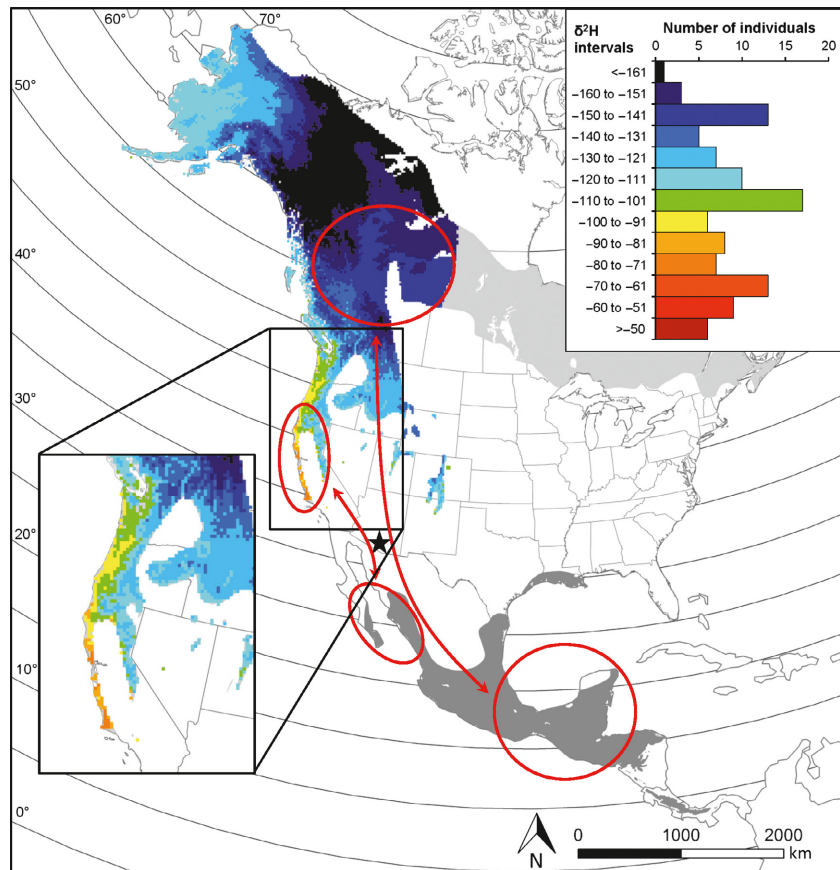 60°
70°
50°
40°
30°
20°
10°
0°
δ²H intervals
Number of individuals
0 5 10 15 20
<–161
–160 to –151
–150 to –141
–140 to –131
–130 to –121
–120 to –111
–110 to –101
–100 to –91
–90 to –81
–80 to –71
–70 to –61
–60 to –51
>–50
N
0 1000 2000
km